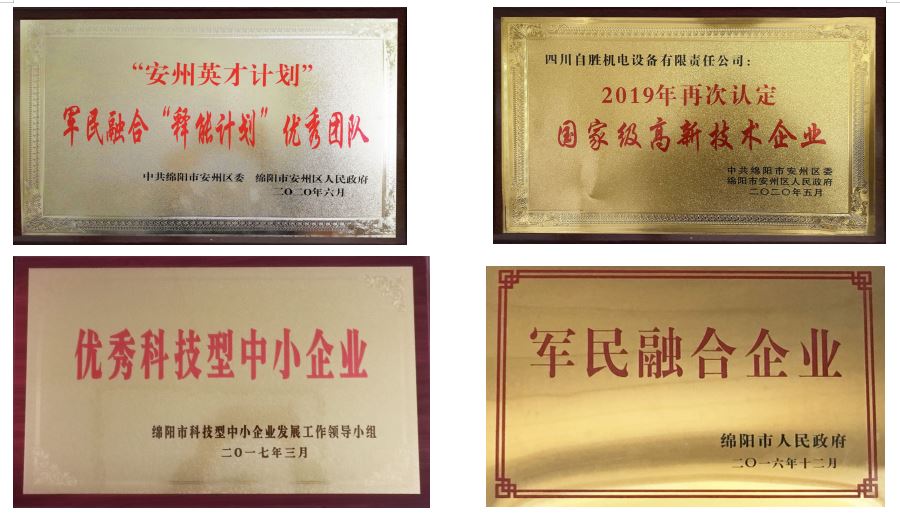 “安州英才计划”
军民融合“释能计划”优秀团队
中共绵阳市安州区委 绵阳市安州区人民政府
二〇二〇年六月
四川自胜机电设备有限责任公司：
2019年再次认定
国家级高新技术企业
中共绵阳市安州区委
绵阳市安州区人民政府
二〇二〇年五月
优秀科技型中小企业
绵阳市科技型中小企业发展工作领导小组
二〇一七年三月
军民融合企业
绵阳市人民政府
二〇一六年十二月